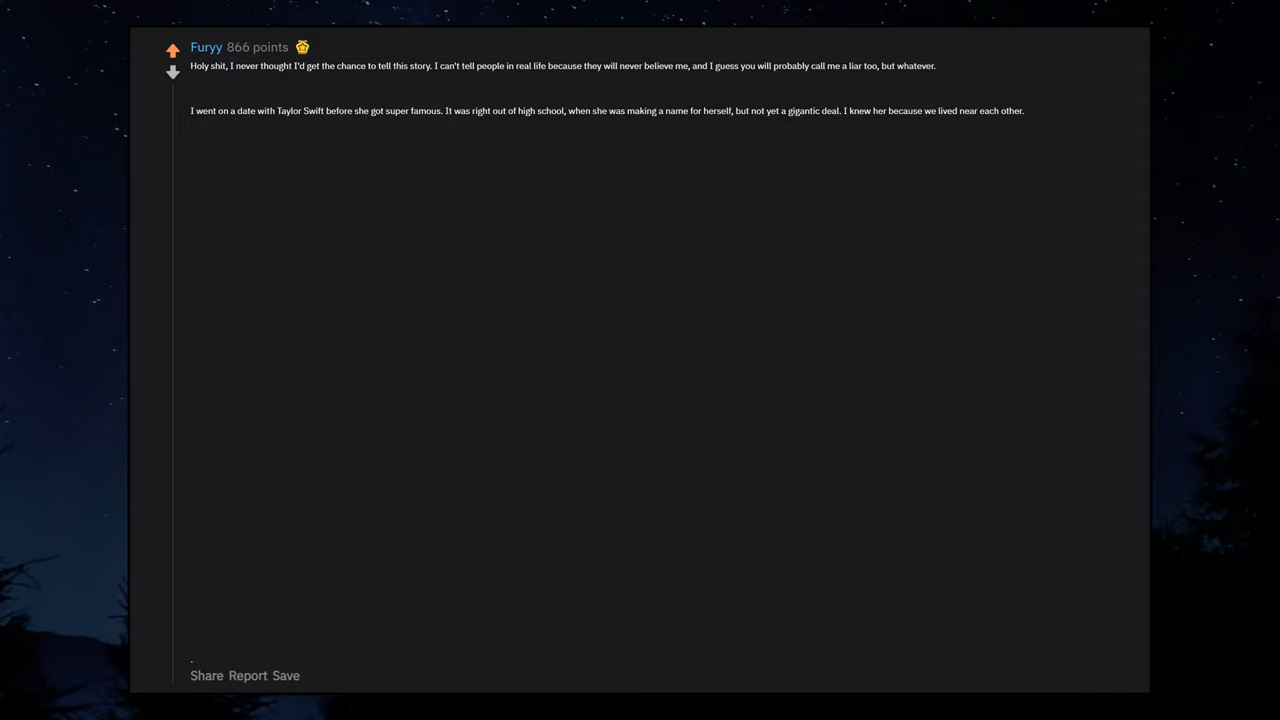 Furyy 866 points
Holy shit, I never thought I'd get the chance to tell this story. I can't tell people in real life because they will never believe me, and I guess you will probably call me a liar too, but whatever.
I went on a date with Taylor Swift before she got super famous. It was right out of high school, when she was making a name for herself, but not yet a gigantic deal. I knew her because we lived near each other.
.
Share Report Save